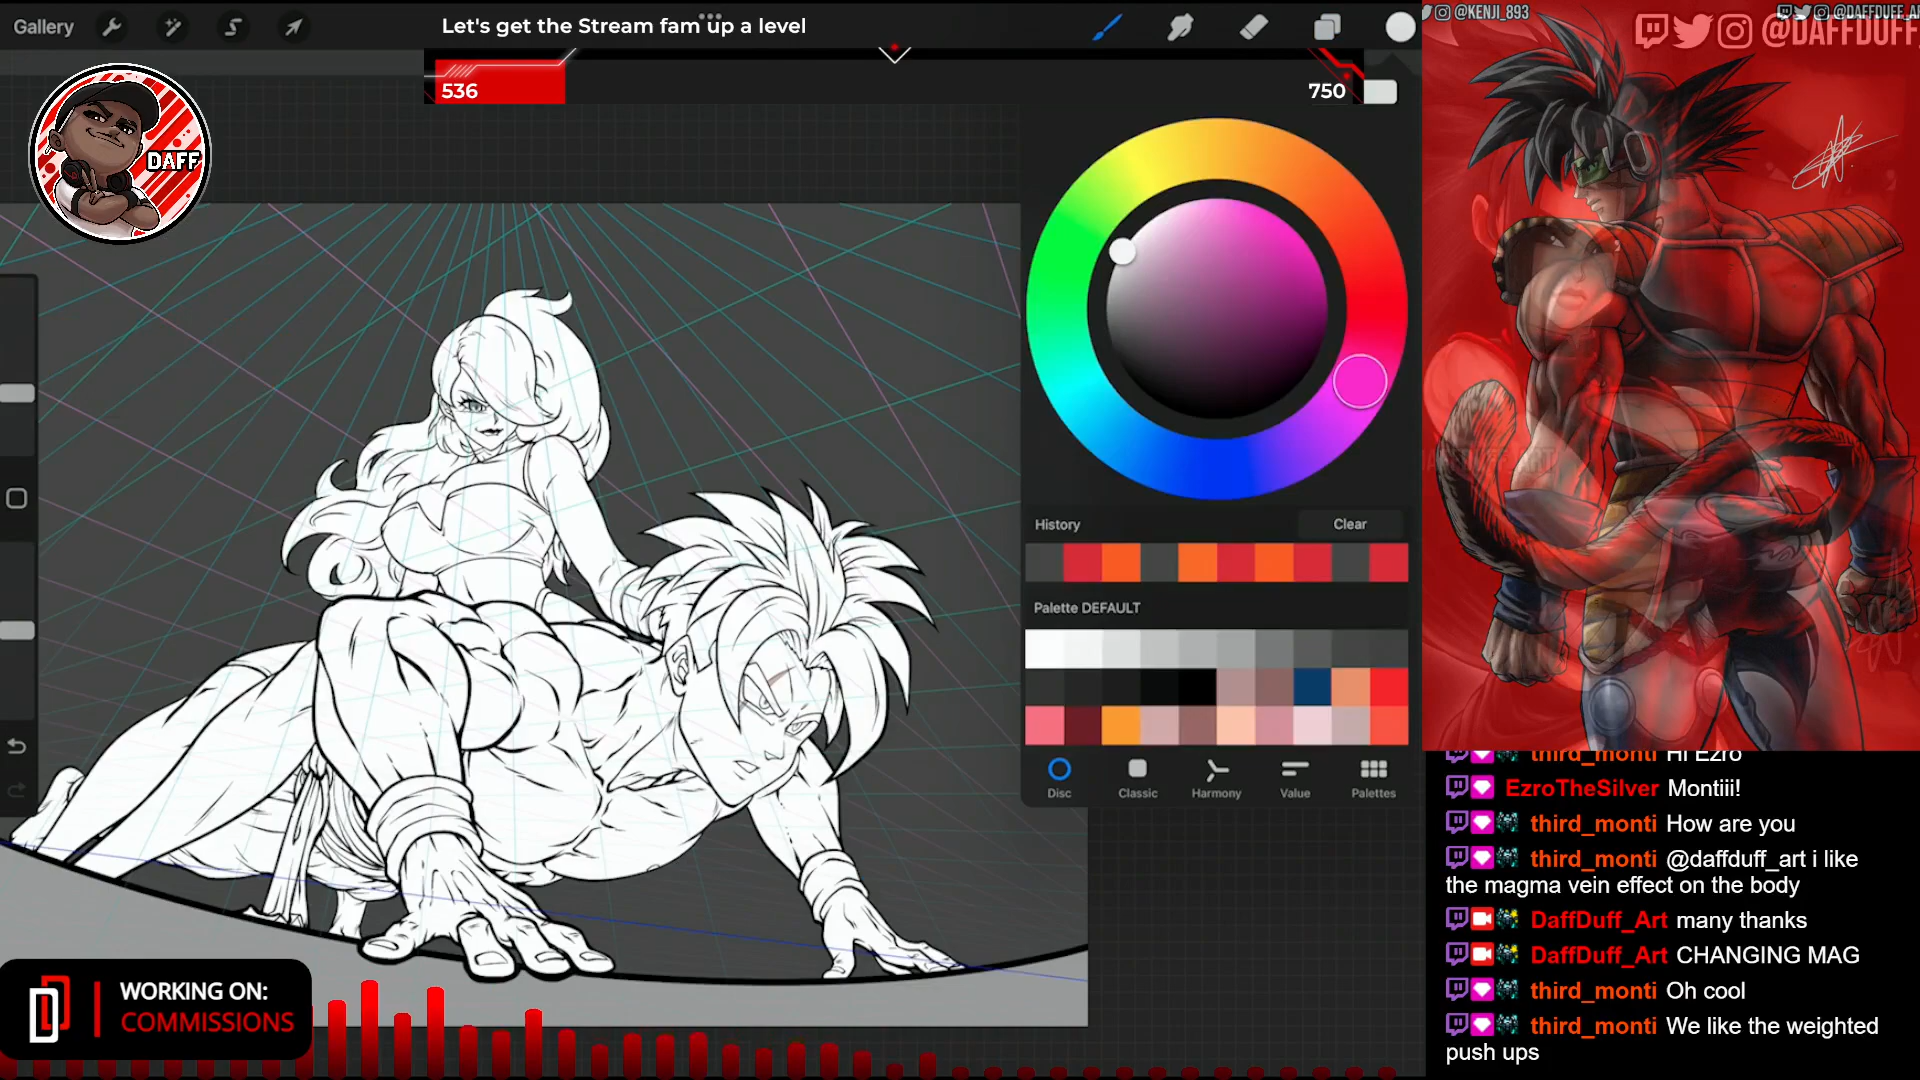 Gallery
Let's get the Stream fam up a level
536
750
DAFF
@KENJI_893
@DAFFDUFF
History
Clear
Palette DEFAULT
Disc
Classic
Harmony
Value
Palettes
third_monti Hi Ezro
EzroTheSilver Montiii!
third_monti How are you
third_monti @daffduff_art i like
the magma vein effect on the body
DaffDuff_Art many thanks
DaffDuff_Art CHANGING MAG
third_monti Oh cool
third_monti We like the weighted
push ups
WORKING ON:
COMMISSIONS